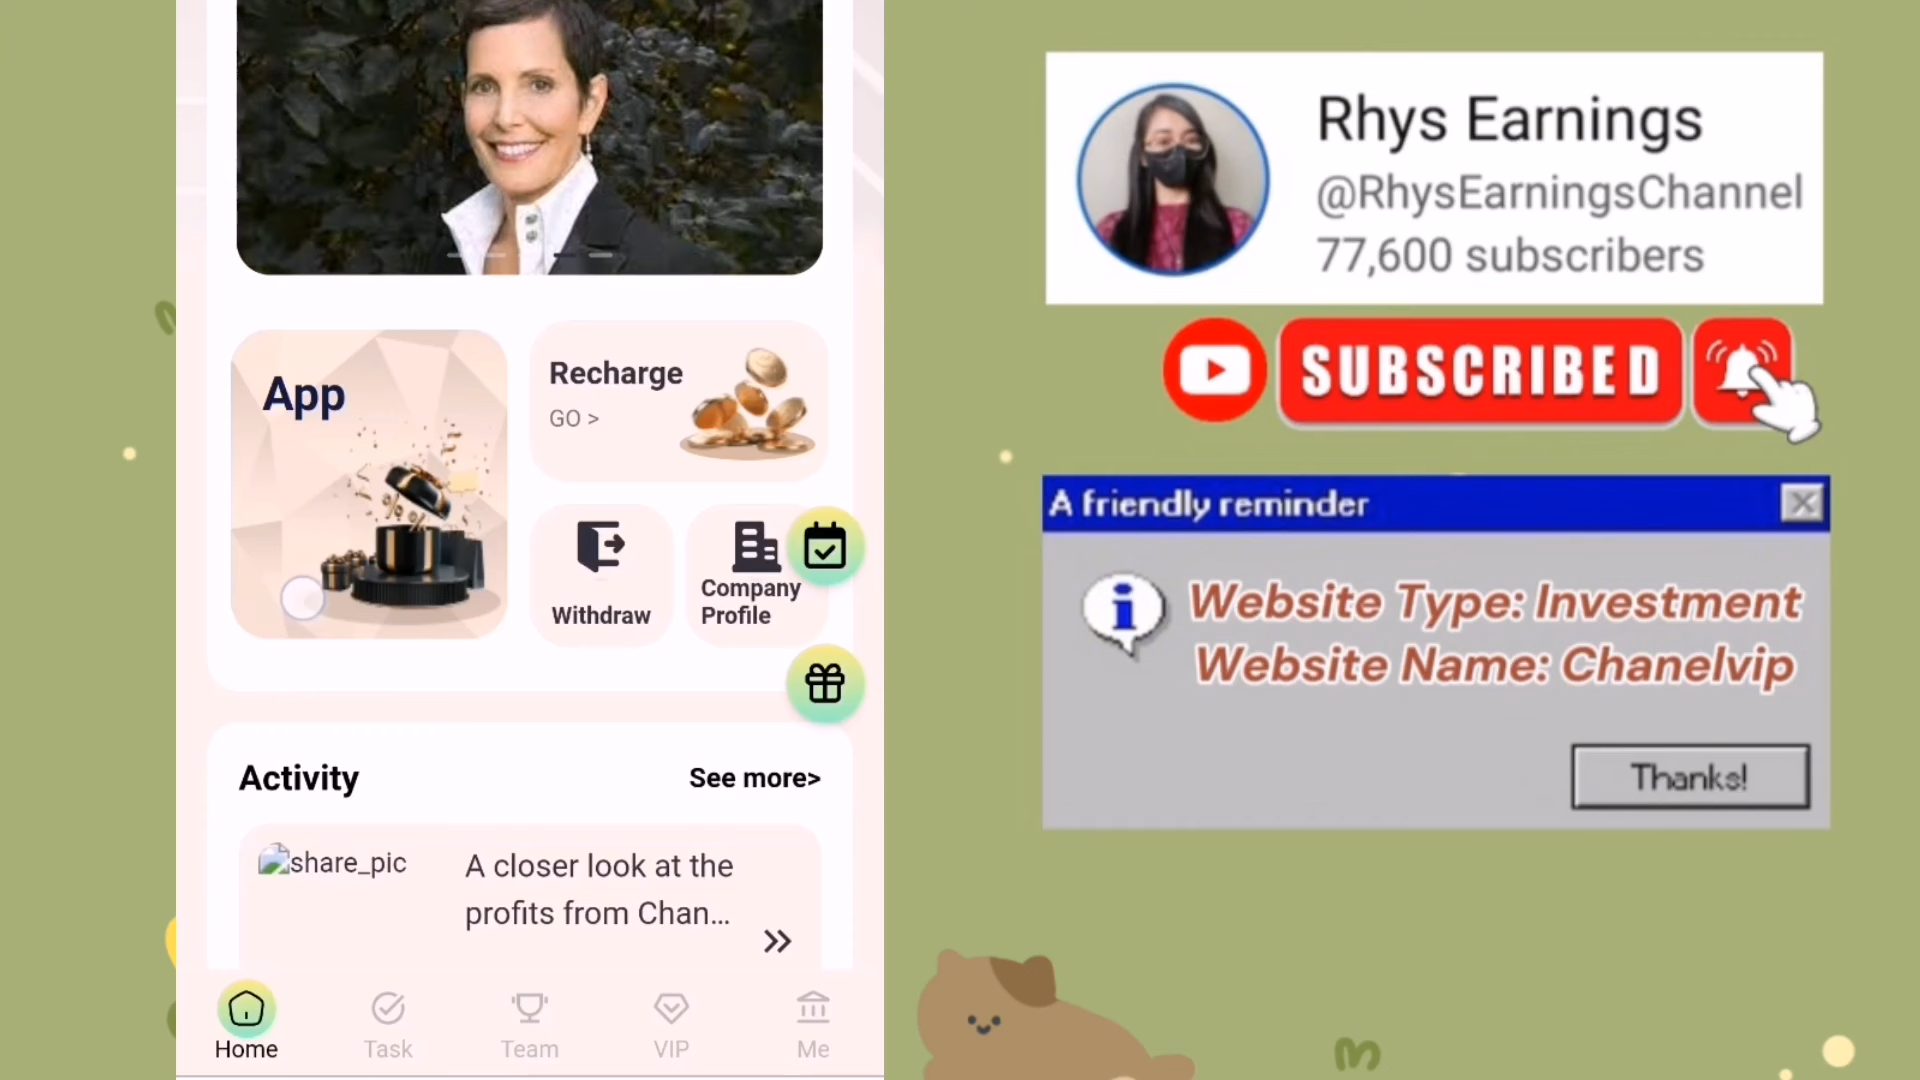 App
Recharge
GO >
Withdraw
Company
Profile
Activity
See more>
share_pic
A closer look at the
profits from Chan...
Home
Task
Team
VIP
Me
Rhys Earnings
@RhysEarningsChannel
77,600 subscribers
SUBSCRIBED
A friendly reminder
Website Type: Investment
Website Name: Chanelvip
Thanks!